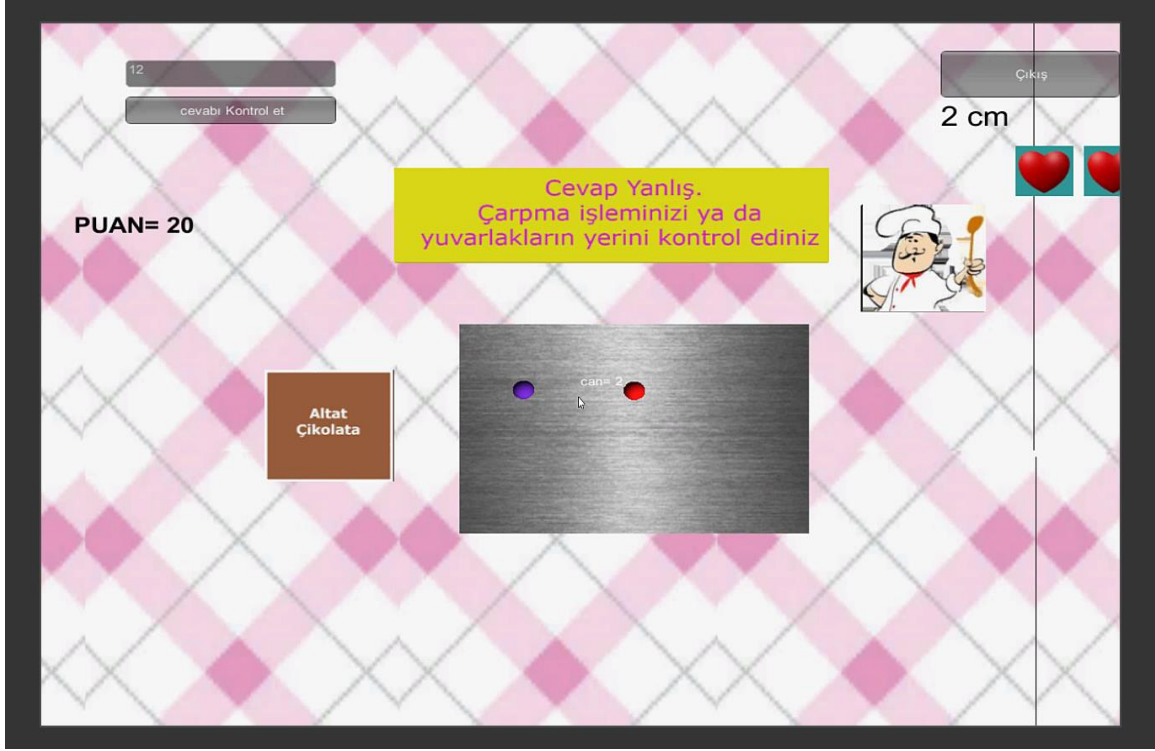 12
cevabı Kontrol et
Çıkış
2 cm
Cevap Yanlış.
Çarpma işleminizi ya da
yuvarlakların yerini kontrol ediniz
PUAN= 20
can= 2
Altat
Çikolata